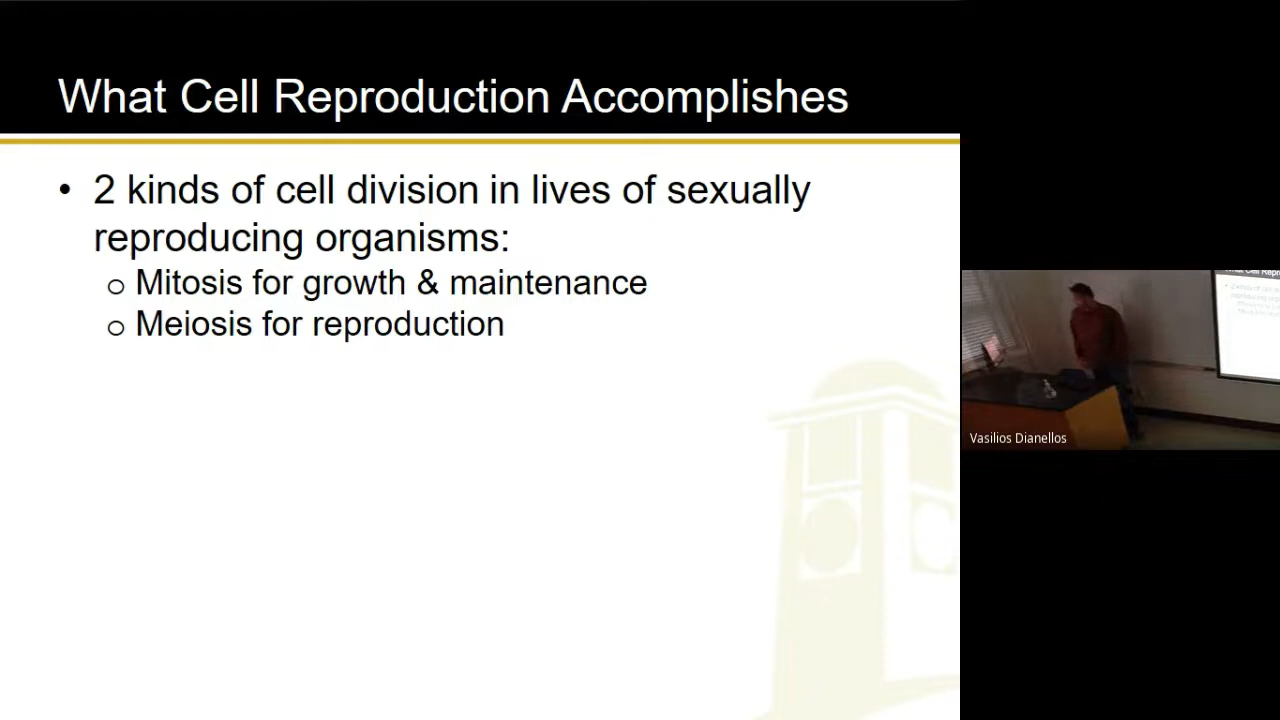 What Cell Reproduction Accomplishes
• 2 kinds of cell division in lives of sexually
reproducing organisms:
o Mitosis for growth & maintenance
o Meiosis for reproduction
Vasilios Dianellos